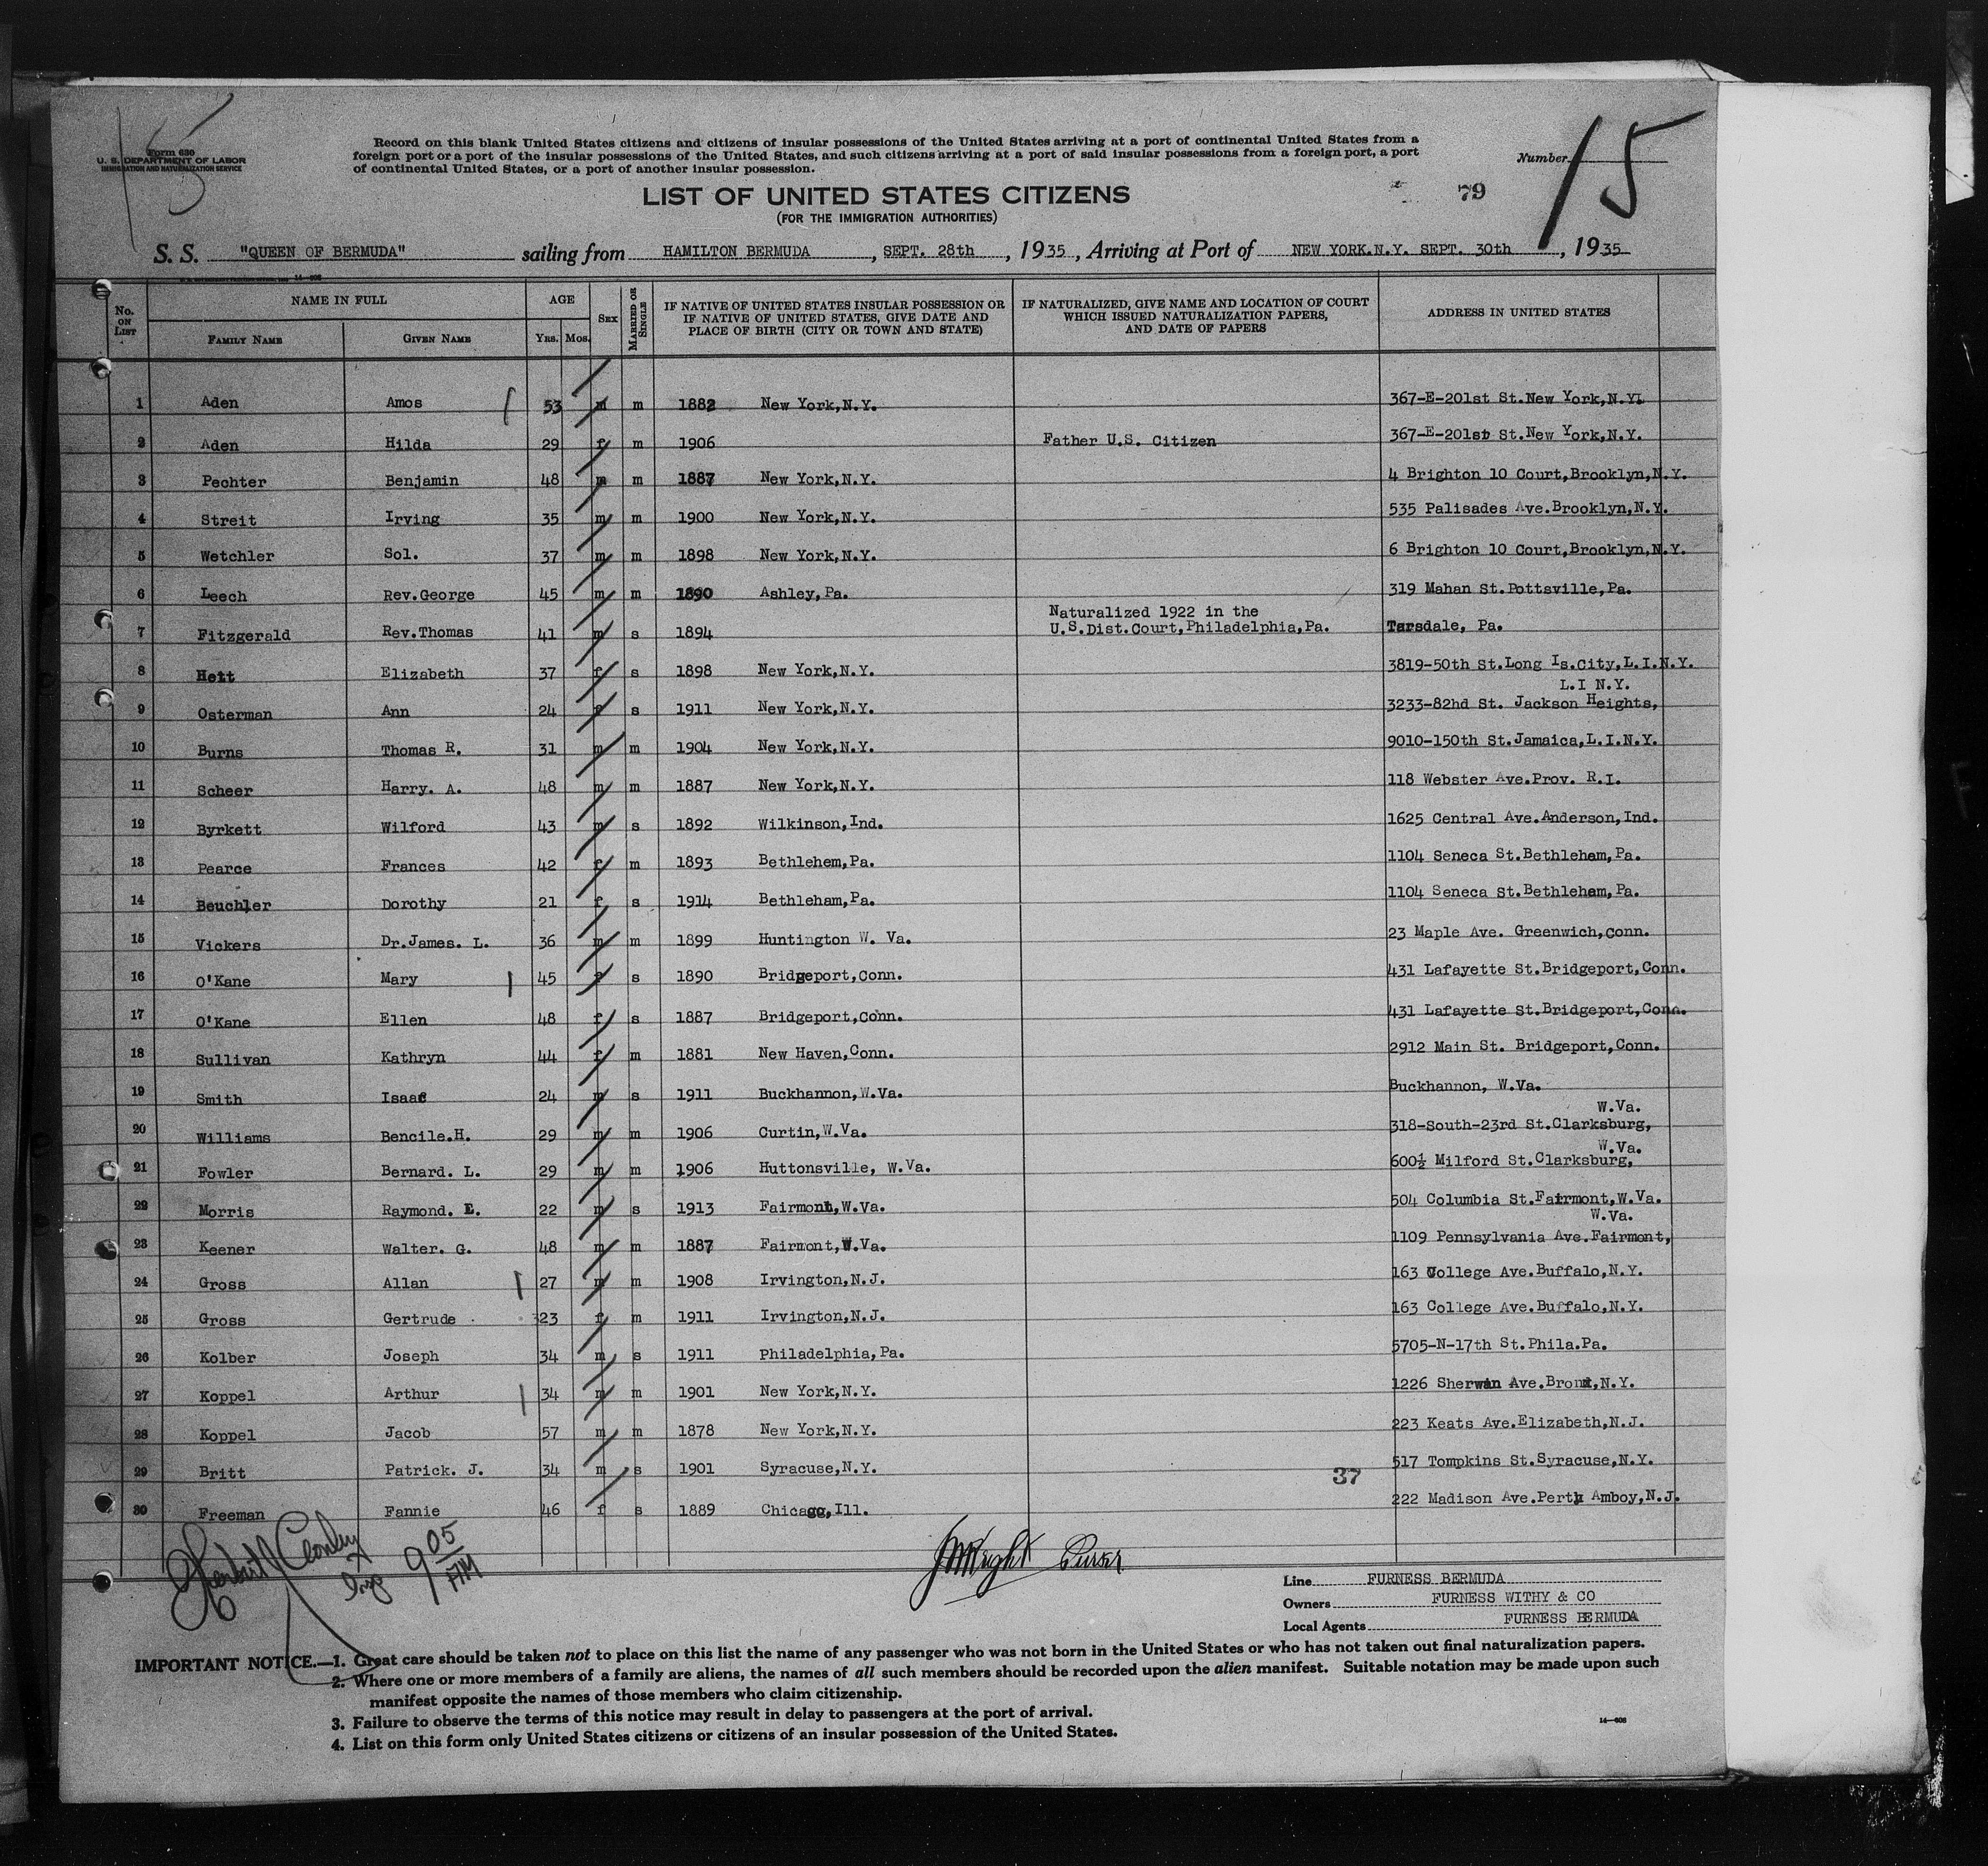 15
Form 630
U. S. DEPARTMENT OF LABOR
IMMIGRATION AND NATURALIZATION SERVICE
Record on this blank United States citizens and citizens of insular possessions of the United States arriving at a port of continental United States from a
foreign port or a port of the insular possessions of the United States, and such citizens arriving at a port of said insular possessions from a foreign port, a port
of continental United States, or a port of another insular possession.
Number 15
79
LIST OF UNITED STATES CITIZENS
(FOR THE IMMIGRATION AUTHORITIES)
S. S. "QUEEN OF BERMUDA" sailing from HAMILTON BERMUDA, SEPT. 28th, 1935, Arriving at Port of NEW YORK.N.Y. SEPT. 30th, 1935
14-608
No. ON LIST NAME IN FULL FAMILY NAME GIVEN NAME AGE YRS. MOS. SEX MARRIED OR SINGLE IF NATIVE OF UNITED STATES INSULAR POSSESSION OR IF NATIVE OF UNITED STATES, GIVE DATE AND PLACE OF BIRTH (CITY OR TOWN AND STATE) IF NATURALIZED, GIVE NAME AND LOCATION OF COURT WHICH ISSUED NATURALIZATION PAPERS, AND DATE OF PAPERS ADDRESS IN UNITED STATES
1 Aden Amos 53 m m 1882 New York,N.Y. 367-E-201st St.New York,N.Y.
2 Aden Hilda 29 f m 1906 Father U.S. Citizen 367-E-201st St.New York,N.Y.
3 Pechter Benjamin 48 m m 1887 New York,N.Y. 4 Brighton 10 Court,Brooklyn,N.Y.
4 Streit Irving 35 m m 1900 New York,N.Y. 535 Palisades Ave.Brooklyn,N.Y.
5 Wetchler Sol. 37 m m 1898 New York,N.Y. 6 Brighton 10 Court,Brooklyn,N.Y.
6 Leech Rev.George 45 m m 1890 Ashley,Pa. 319 Mahan St.Pottsville,Pa.
7 Fitzgerald Rev.Thomas 41 m s 1894 Naturalized 1922 in the
U.S.Dist.Court,Philadelphia,Pa. Tarsdale, Pa.
8 Hett Elizabeth 37 f s 1898 New York,N.Y. 3819-50th St.Long Is.City,L.I.N.Y.
L.I N.Y.
9 Osterman Ann 24 f s 1911 New York,N.Y. 3233-82nd St. Jackson Heights,
10 Burns Thomas R. 31 m m 1904 New York,N.Y. 9010-150th St.Jamaica,L.I.N.Y.
11 Scheer Harry. A. 48 m m 1887 New York,N.Y. 118 Webster Ave.Prov. R.I.
12 Byrkett Wilford 43 m s 1892 Wilkinson,Ind. 1625 Central Ave.Anderson,Ind.
13 Pearce Frances 42 f m 1893 Bethlehem,Pa. 1104 Seneca St.Bethleham,Pa.
14 Beuchler Dorothy 21 f s 1914 Bethleham,Pa. 1104 Seneca St.Bethleham,Pa.
15 Vickers Dr.James. L. 36 m m 1899 Huntington W. Va. 23 Maple Ave. Greenwich,Conn.
16 O'Kane Mary 45 f s 1890 Bridgeport,Conn. 431 Lafayette St.Bridgeport,Conn.
17 O'Kane Ellen 48 f s 1887 Bridgeport,Conn. 431 Lafayette St.Bridgeport,Conn.
18 Sullivan Kathryn 44 f m 1881 New Haven,Conn. 2912 Main St. Bridgeport,Conn.
19 Smith Isaac 24 m s 1911 Buckhannon,W.Va. Buckhannon, W.Va.
W.Va.
20 Williams Bencile.H. 29 m m 1906 Curtin,W.Va. 318-South-23rd St.Clarksburg,
W.Va.
21 Fowler Bernard. L. 29 m m 1906 Huttonsville, W.Va. 600½ Milford St.Clarksburg,
22 Morris Raymond. E. 22 m s 1913 Fairmont,W.Va. 504 Columbia St.Fairmont,W.Va.
W.Va.
23 Keener Walter. G. 48 m m 1887 Fairmont,W.Va. 1109 Pennsylvania Ave.Fairmont,
24 Gross Allan 27 m m 1908 Irvington,N.J. 163 College Ave.Buffalo,N.Y.
25 Gross Gertrude 23 f m 1911 Irvington,N.J. 163 College Ave.Buffalo,N.Y.
26 Kolber Joseph 34 m s 1911 Philadelphia,Pa. 5705-N-17th St.Phila.Pa.
27 Koppel Arthur 34 m m 1901 New York,N.Y. 1226 Sherwan Ave.Bronx,N.Y.
28 Koppel Jacob 57 m m 1878 New York,N.Y. 223 Keats Ave.Elizabeth,N.J.
29 Britt Patrick. J. 34 m s 1901 Syracuse,N.Y. 517 Tompkins St.Syracuse,N.Y.
37
30 Freeman Fannie 46 f s 1889 Chicago,Ill. 222 Madison Ave.Perth Amboy,N.J.
9 05 AM
Purser
Line FURNESS BERMUDA
Owners FURNESS WITHY & CO
Local Agents FURNESS BERMUDA
IMPORTANT NOTICE.—1. Great care should be taken not to place on this list the name of any passenger who was not born in the United States or who has not taken out final naturalization papers.
2. Where one or more members of a family are aliens, the names of all such members should be recorded upon the alien manifest. Suitable notation may be made upon such
manifest opposite the names of those members who claim citizenship.
3. Failure to observe the terms of this notice may result in delay to passengers at the port of arrival.
4. List on this form only United States citizens or citizens of an insular possession of the United States.
14—608